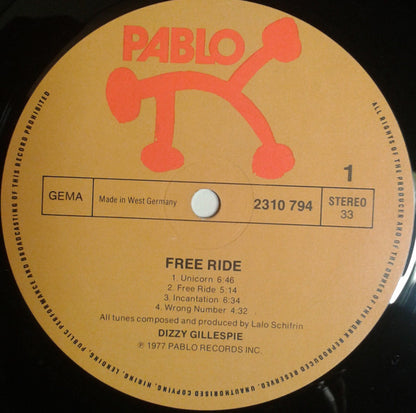 PABLO
1
GEMA
Made in West Germany
2310 794
STEREO
33
FREE RIDE
1. Unicorn 6:46
2. Free Ride 5:14
3. Incantation 6:34
4. Wrong Number 4:32
All tunes composed and produced by Lalo Schifrin
DIZZY GILLESPIE
℗ 1977 PABLO RECORDS INC.
ALL RIGHTS OF THE PRODUCER AND OF THE OWNER OF THE WORK REPRODUCED RESERVED. UNAUTHORISED COPYING, HIRING, LENDING, PUBLIC PERFORMANCE AND BROADCASTING OF THIS RECORD PROHIBITED